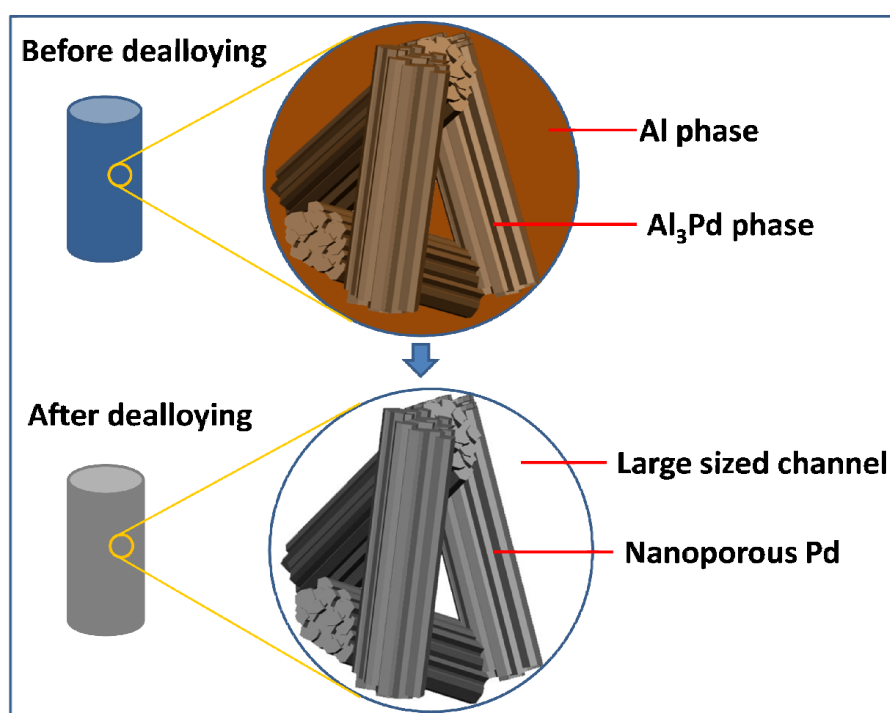 Before dealloying
Al phase
Al₃Pd phase
After dealloying
Large sized channel
Nanoporous Pd